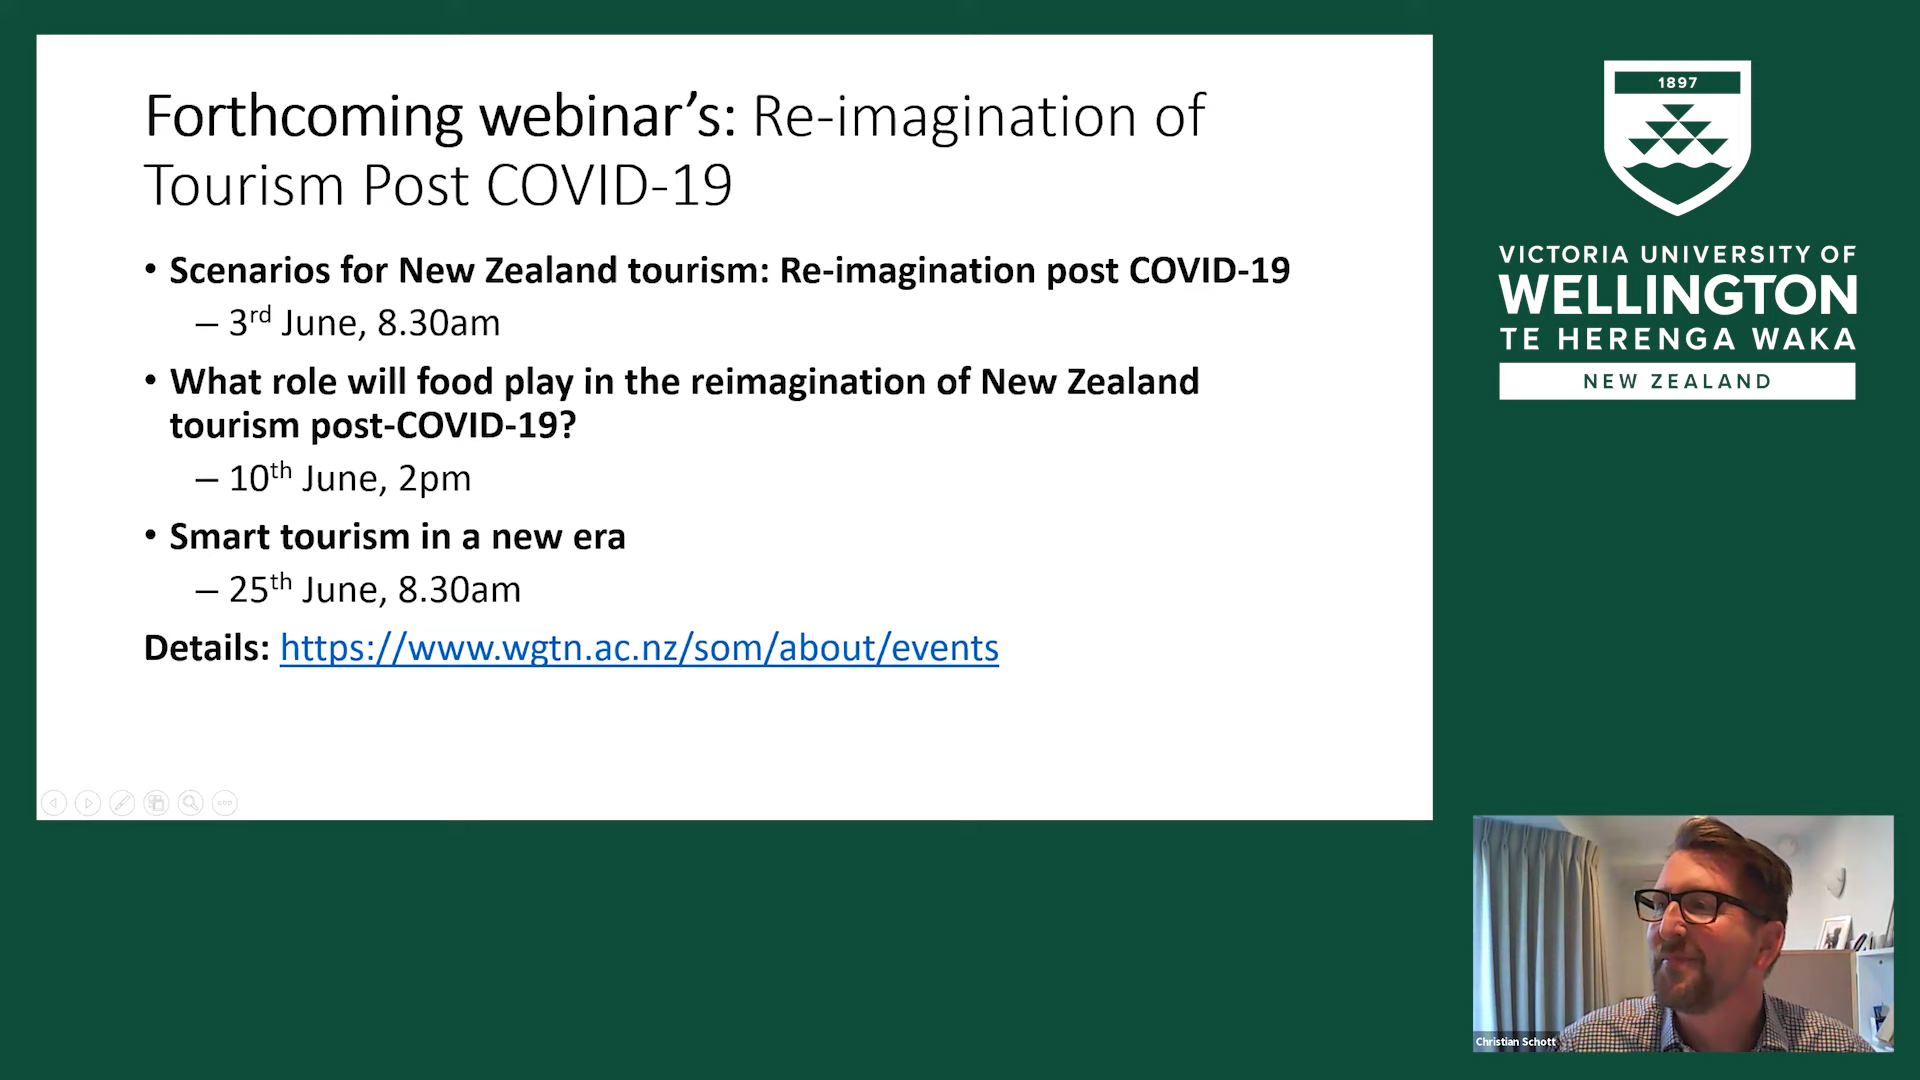 Forthcoming webinar’s: Re-imagination of
Tourism Post COVID-19
• Scenarios for New Zealand tourism: Re-imagination post COVID-19
– 3rd June, 8.30am
• What role will food play in the reimagination of New Zealand
tourism post-COVID-19?
– 10th June, 2pm
• Smart tourism in a new era
– 25th June, 8.30am
Details: https://www.wgtn.ac.nz/som/about/events
1897
VICTORIA UNIVERSITY OF
WELLINGTON
TE HERENGA WAKA
NEW ZEALAND
Christian Schott